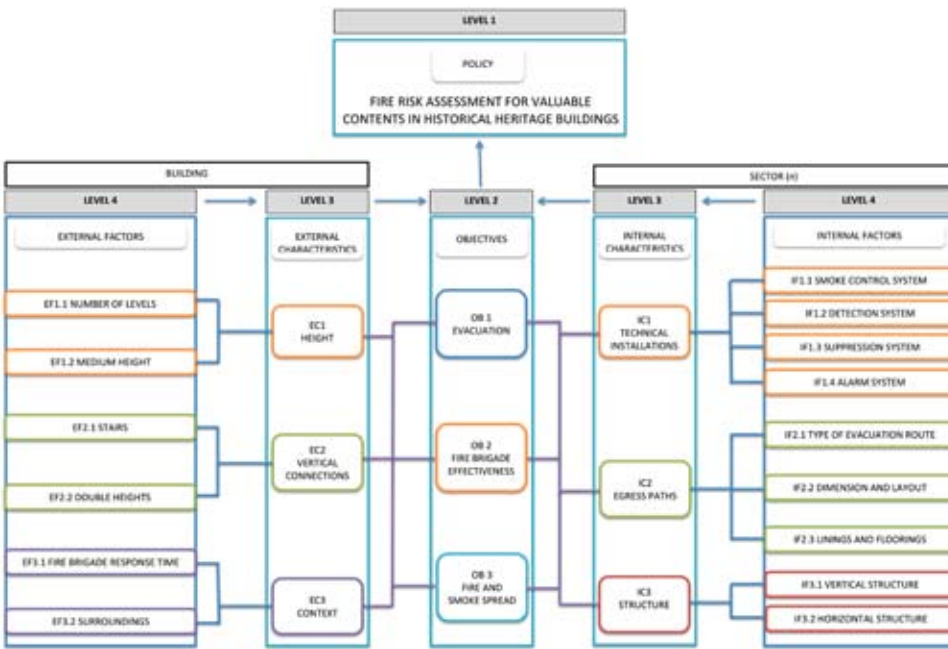 LEVEL 1
POLICY
FIRE RISK ASSESSMENT FOR VALUABLE
CONTENTS IN HISTORICAL HERITAGE BUILDINGS
BUILDING
SECTOR (n)
LEVEL 4
LEVEL 3
LEVEL 2
LEVEL 3
LEVEL 4
EXTERNAL FACTORS
EXTERNAL
CHARACTERISTICS
OBJECTIVES
INTERNAL
CHARACTERISTICS
INTERNAL FACTORS
EF1.1 NUMBER OF LEVELS
EF1.2 MEDIUM HEIGHT
EF2.1 STAIRS
EF2.2 DOUBLE HEIGHTS
EF3.1 FIRE BRIGADE RESPONSE TIME
EF3.2 SURROUNDINGS
EC1
HEIGHT
EC2
VERTICAL
CONNECTIONS
EC3
CONTEXT
OB 1
EVACUATION
OB 2
FIRE BRIGADE
EFFECTIVENESS
OB 3
FIRE AND
SMOKE SPREAD
IC1
TECHNICAL
INSTALLATIONS
IC2
EGRESS PATHS
IC3
STRUCTURE
IF1.1 SMOKE CONTROL SYSTEM
IF1.2 DETECTION SYSTEM
IF1.3 SUPPRESSION SYSTEM
IF1.4 ALARM SYSTEM
IF2.1 TYPE OF EVACUATION ROUTE
IF2.2 DIMENSION AND LAYOUT
IF2.3 LININGS AND FLOORINGS
IF3.1 VERTICAL STRUCTURE
IF3.2 HORIZONTAL STRUCTURE